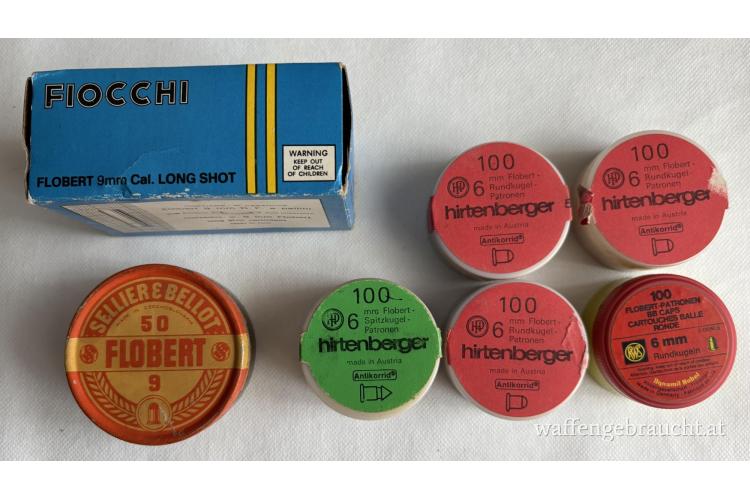 FIOCCHI
WARNING
KEEP OUT
OF REACH
OF CHILDREN
FLOBERT 9mm Cal. LONG SHOT
100
6 mm Flobert-
Rundkugel-
Patronen
hirtenberger
made in Austria
Antikorrid®
100
6 mm Flobert-
Rundkugel-
Patronen
hirtenberger
made in Austria
Antikorrid®
SELLIER & BELLOT
50
FLOBERT
9
1
100
6 mm Flobert-
Spitzkugel-
Patronen
hirtenberger
made in Austria
Antikorrid®
100
6 mm Flobert-
Rundkugel-
Patronen
hirtenberger
made in Austria
Antikorrid®
100
FLOBERT-PATRONEN
BB CAPS
CARTOUCHES BALLE
RONDE
RWS
6 mm
Rundkugeln
Dynamit Nobel
waffengebraucht.at